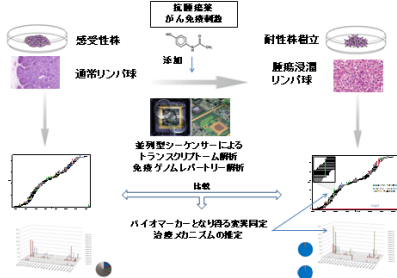 抗腫瘍薬
がん免疫刺激
感受性株
耐性株樹立
添加
通常リンパ球
腫瘍浸潤
リンパ球
並列型シーケンサーによる
トランスクリプトーム解析
免疫ゲノムレパートリー解析
比較
バイオマーカーとなり得る変異同定
治療メカニズムの推定